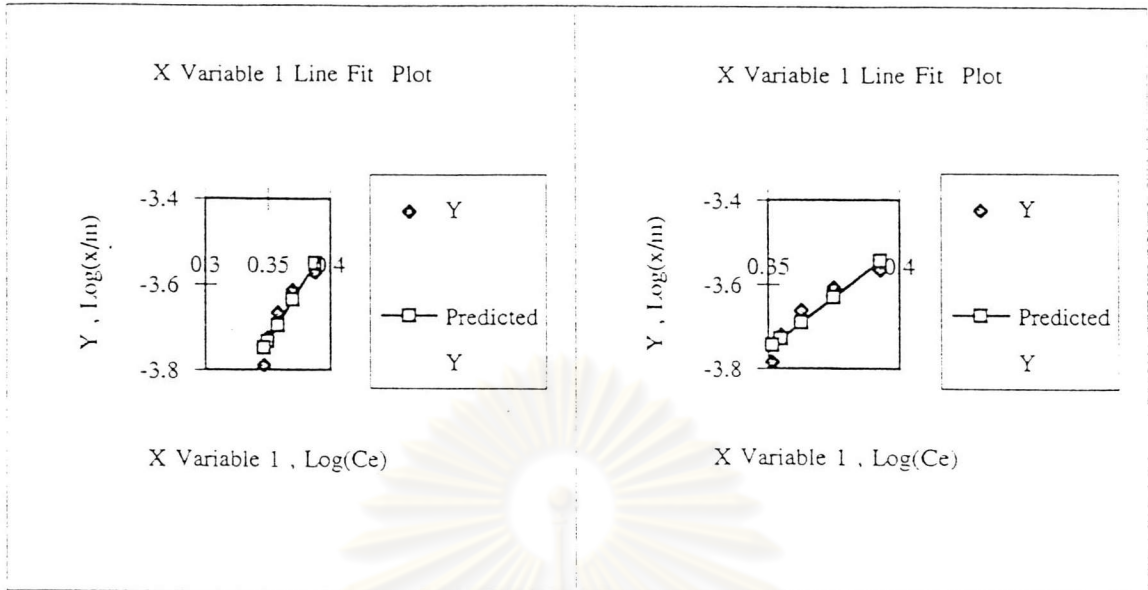 X Variable 1 Line Fit Plot
Y , Log(x/m)
-3.4
-3.6
-3.8
0.3 0.35 0.4
Y
Predicted
Y
X Variable 1 , Log(Ce)
X Variable 1 Line Fit Plot
Y , Log(x/m)
-3.4
-3.6
-3.8
0.35 0.4
Y
Predicted
Y
X Variable 1 , Log(Ce)